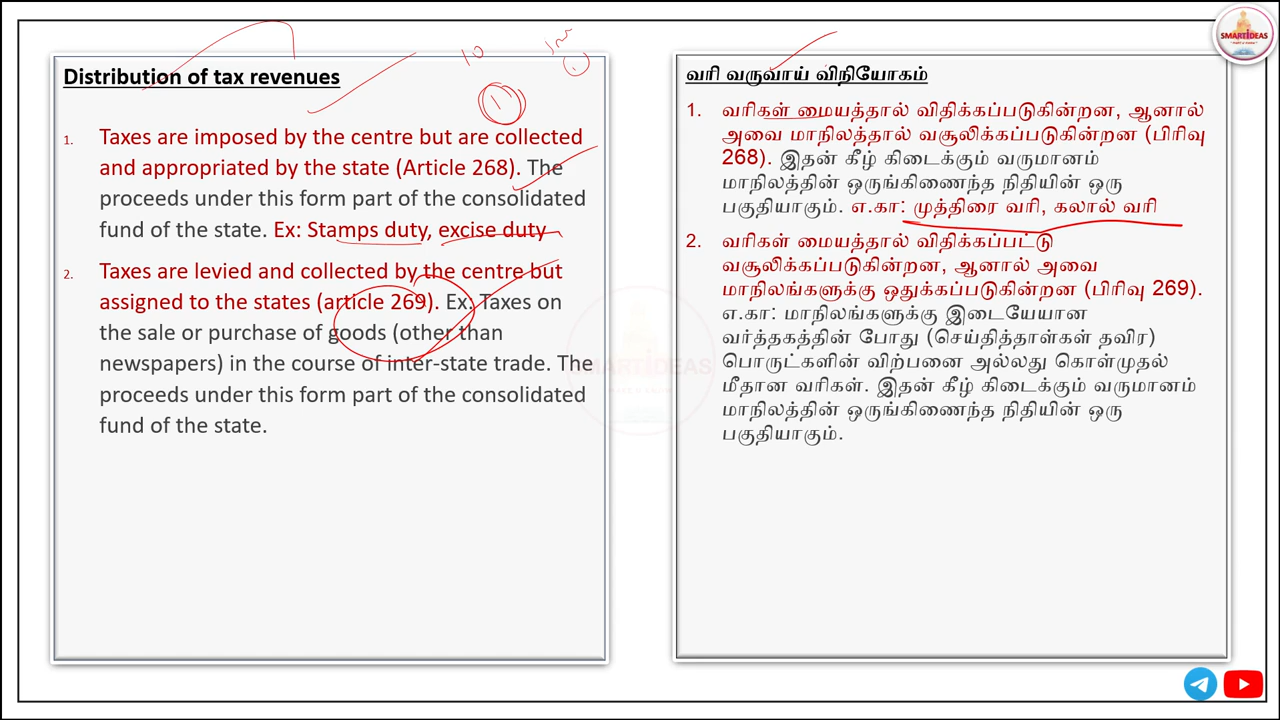 SMARTIDEAS
Distribution of tax revenues
1. Taxes are imposed by the centre but are collected
and appropriated by the state (Article 268). The
proceeds under this form part of the consolidated
fund of the state. Ex: Stamps duty, excise duty
2. Taxes are levied and collected by the centre but
assigned to the states (article 269). Ex: Taxes on
the sale or purchase of goods (other than
newspapers) in the course of inter-state trade. The
proceeds under this form part of the consolidated
fund of the state.
10
1
வரி வருவாய் விநியோகம்
1. வரிகள் மையத்தால் விதிக்கப்படுகின்றன, ஆனால்
அவை மாநிலத்தால் வசூலிக்கப்படுகின்றன (பிரிவு
268). இதன் கீழ் கிடைக்கும் வருமானம்
மாநிலத்தின் ஒருங்கிணைந்த நிதியின் ஒரு
பகுதியாகும். எ.கா: முத்திரை வரி, கலால் வரி
2. வரிகள் மையத்தால் விதிக்கப்பட்டு
வசூலிக்கப்படுகின்றன, ஆனால் அவை
மாநிலங்களுக்கு ஒதுக்கப்படுகின்றன (பிரிவு 269).
எ.கா: மாநிலங்களுக்கு இடையேயான
வர்த்தகத்தின் போது (செய்தித்தாள்கள் தவிர)
பொருட்களின் விற்பனை அல்லது கொள்முதல்
மீதான வரிகள். இதன் கீழ் கிடைக்கும் வருமானம்
மாநிலத்தின் ஒருங்கிணைந்த நிதியின் ஒரு
பகுதியாகும்.
SMARTIDEAS